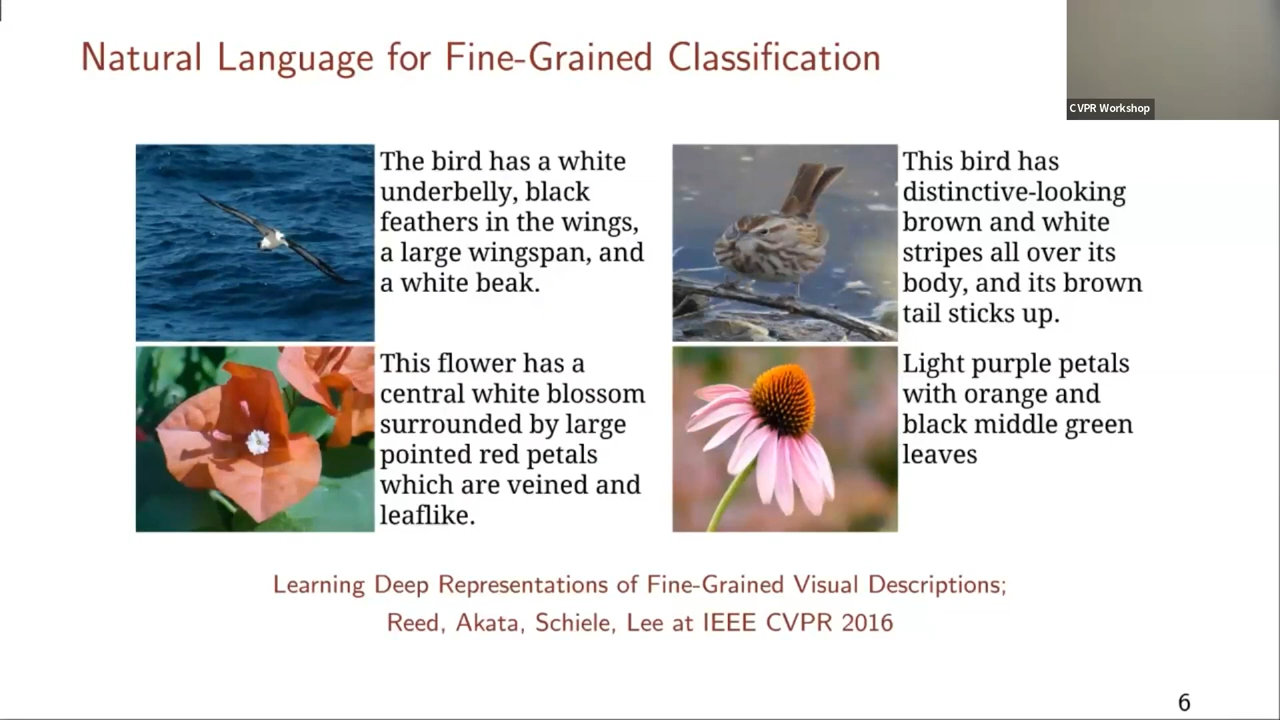 Natural Language for Fine-Grained Classification
CVPR Workshop
The bird has a white
underbelly, black
feathers in the wings,
a large wingspan, and
a white beak.
This bird has
distinctive-looking
brown and white
stripes all over its
body, and its brown
tail sticks up.
This flower has a
central white blossom
surrounded by large
pointed red petals
which are veined and
leaflike.
Light purple petals
with orange and
black middle green
leaves
Learning Deep Representations of Fine-Grained Visual Descriptions;
Reed, Akata, Schiele, Lee at IEEE CVPR 2016
6